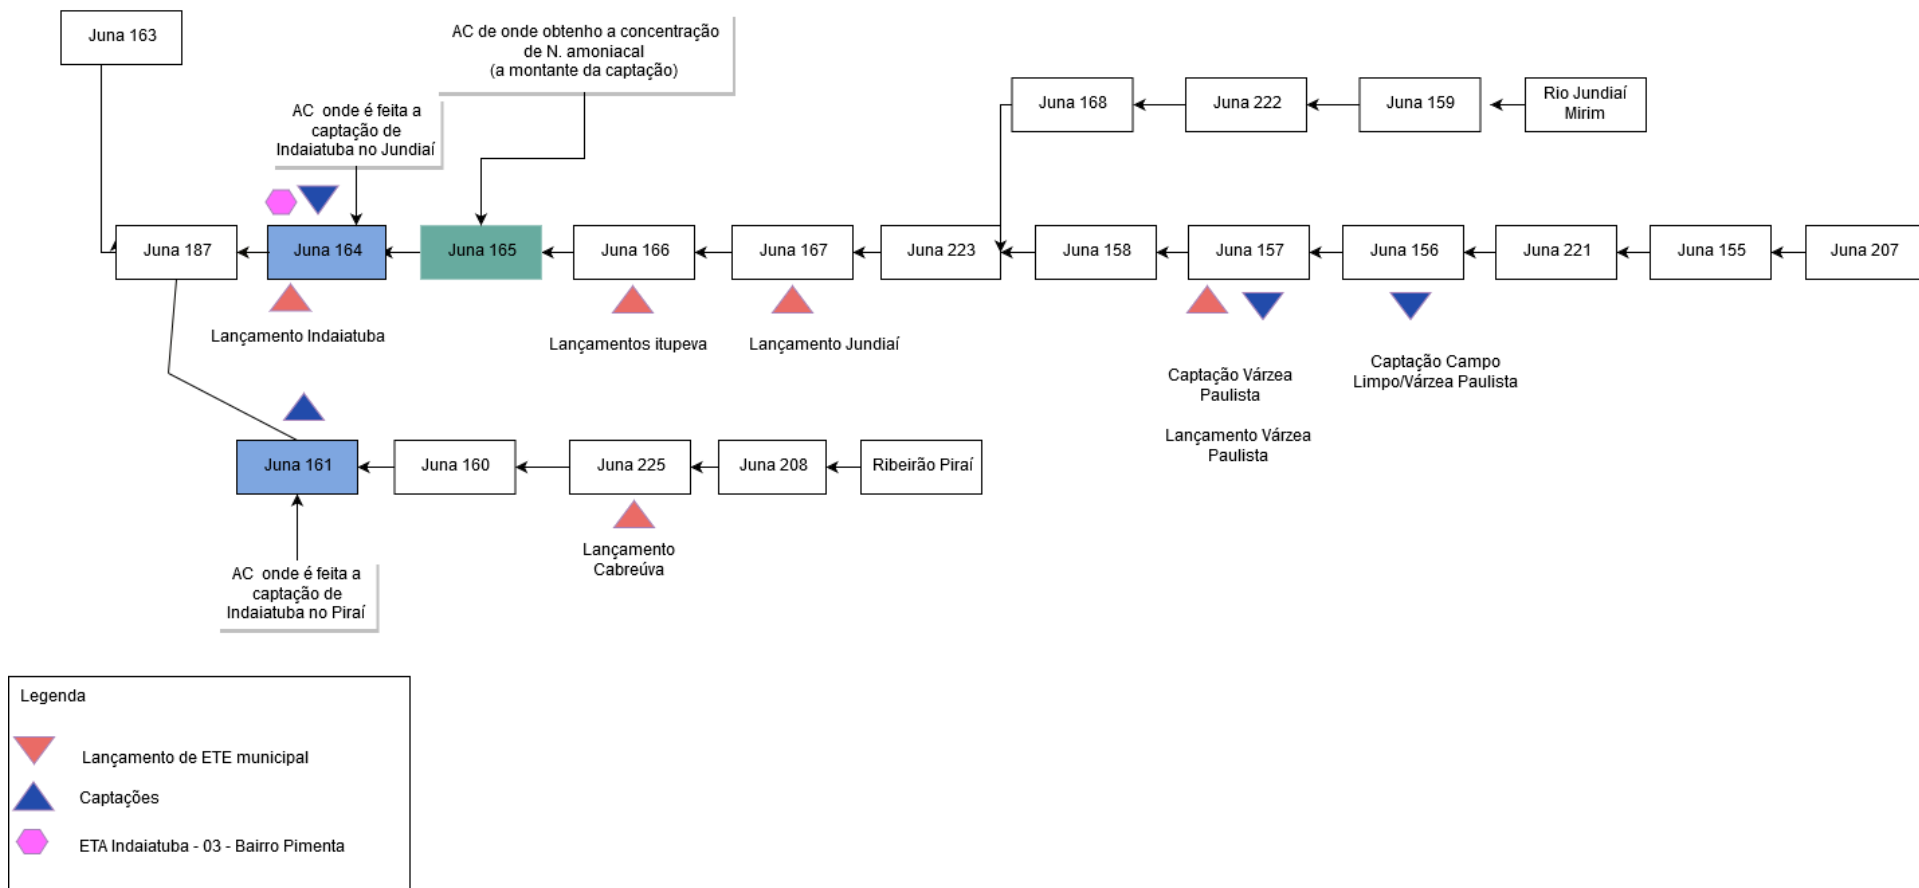 Juna 163
AC de onde obtenho a concentração
de N. amoniacal
(a montante da captação)
AC  onde é feita a
captação de
Indaiatuba no Jundiaí
Juna 168
Juna 222
Juna 159
Rio Jundiaí
Mirim
Juna 187
Juna 164
Juna 165
Juna 166
Juna 167
Juna 223
Juna 158
Juna 157
Juna 156
Juna 221
Juna 155
Juna 207
Lançamento Indaiatuba
Lançamentos itupeva
Lançamento Jundiaí
Captação Várzea
Paulista
Lançamento Várzea
Paulista
Captação Campo
Limpo/Várzea Paulista
Juna 161
Juna 160
Juna 225
Juna 208
Ribeirão Piraí
Lançamento
Cabreúva
AC  onde é feita a
captação de
Indaiatuba no Piraí
Legenda
Lançamento de ETE municipal
Captações
ETA Indaiatuba - 03 - Bairro Pimenta